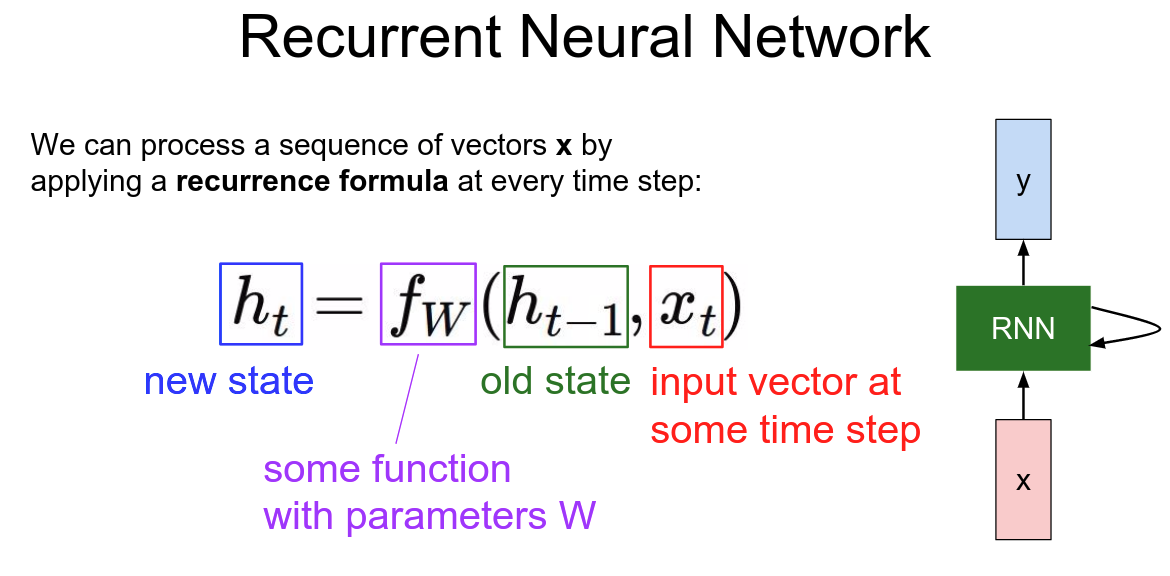 Recurrent Neural Network
We can process a sequence of vectors x by
applying a recurrence formula at every time step:
h_t = f_W(h_{t-1}, x_t)
new state
old state
input vector at
some time step
some function
with parameters W
y
RNN
x